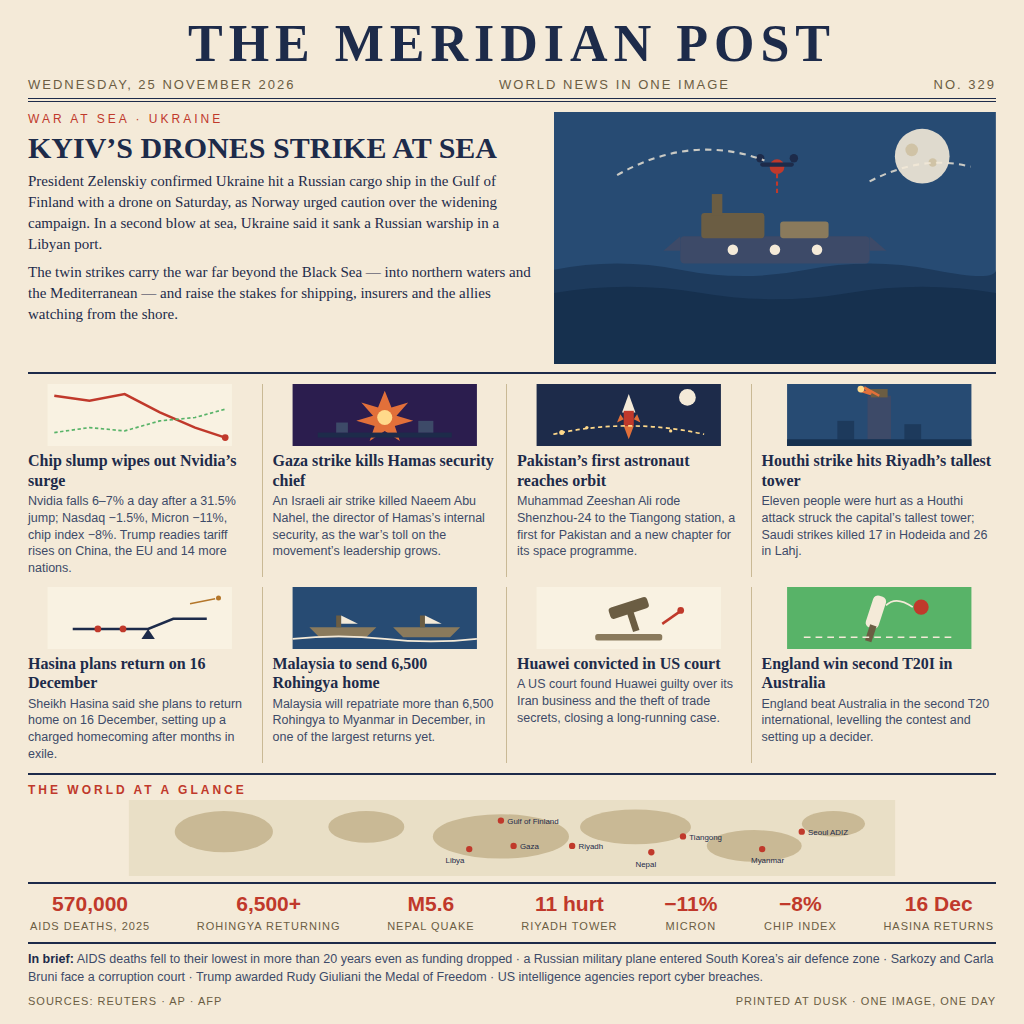 THE MERIDIAN POST
WEDNESDAY, 25 NOVEMBER 2026
WORLD NEWS IN ONE IMAGE
NO. 329
WAR AT SEA · UKRAINE
KYIV’S DRONES STRIKE AT SEA
President Zelenskiy confirmed Ukraine hit a Russian cargo ship in the Gulf of
Finland with a drone on Saturday, as Norway urged caution over the widening
campaign. In a second blow at sea, Ukraine said it sank a Russian warship in a
Libyan port.
The twin strikes carry the war far beyond the Black Sea — into northern waters and
the Mediterranean — and raise the stakes for shipping, insurers and the allies
watching from the shore.
Chip slump wipes out Nvidia’s
surge
Nvidia falls 6–7% a day after a 31.5%
jump; Nasdaq −1.5%, Micron −11%,
chip index −8%. Trump readies tariff
rises on China, the EU and 14 more
nations.
Gaza strike kills Hamas security
chief
An Israeli air strike killed Naeem Abu
Nahel, the director of Hamas’s internal
security, as the war’s toll on the
movement’s leadership grows.
Pakistan’s first astronaut
reaches orbit
Muhammad Zeeshan Ali rode
Shenzhou-24 to the Tiangong station, a
first for Pakistan and a new chapter for
its space programme.
Houthi strike hits Riyadh’s tallest
tower
Eleven people were hurt as a Houthi
attack struck the capital’s tallest tower;
Saudi strikes killed 17 in Hodeida and 26
in Lahj.
Hasina plans return on 16
December
Sheikh Hasina said she plans to return
home on 16 December, setting up a
charged homecoming after months in
exile.
Malaysia to send 6,500
Rohingya home
Malaysia will repatriate more than 6,500
Rohingya to Myanmar in December, in
one of the largest returns yet.
Huawei convicted in US court
A US court found Huawei guilty over its
Iran business and the theft of trade
secrets, closing a long-running case.
England win second T20I in
Australia
England beat Australia in the second T20
international, levelling the contest and
setting up a decider.
THE WORLD AT A GLANCE
Gulf of Finland
Libya
Gaza
Riyadh
Nepal
Tiangong
Myanmar
Seoul ADIZ
570,000
AIDS DEATHS, 2025
6,500+
ROHINGYA RETURNING
M5.6
NEPAL QUAKE
11 hurt
RIYADH TOWER
−11%
MICRON
−8%
CHIP INDEX
16 Dec
HASINA RETURNS
In brief: AIDS deaths fell to their lowest in more than 20 years even as funding dropped · a Russian military plane entered South Korea’s air defence zone · Sarkozy and Carla
Bruni face a corruption court · Trump awarded Rudy Giuliani the Medal of Freedom · US intelligence agencies report cyber breaches.
SOURCES: REUTERS · AP · AFP
PRINTED AT DUSK · ONE IMAGE, ONE DAY